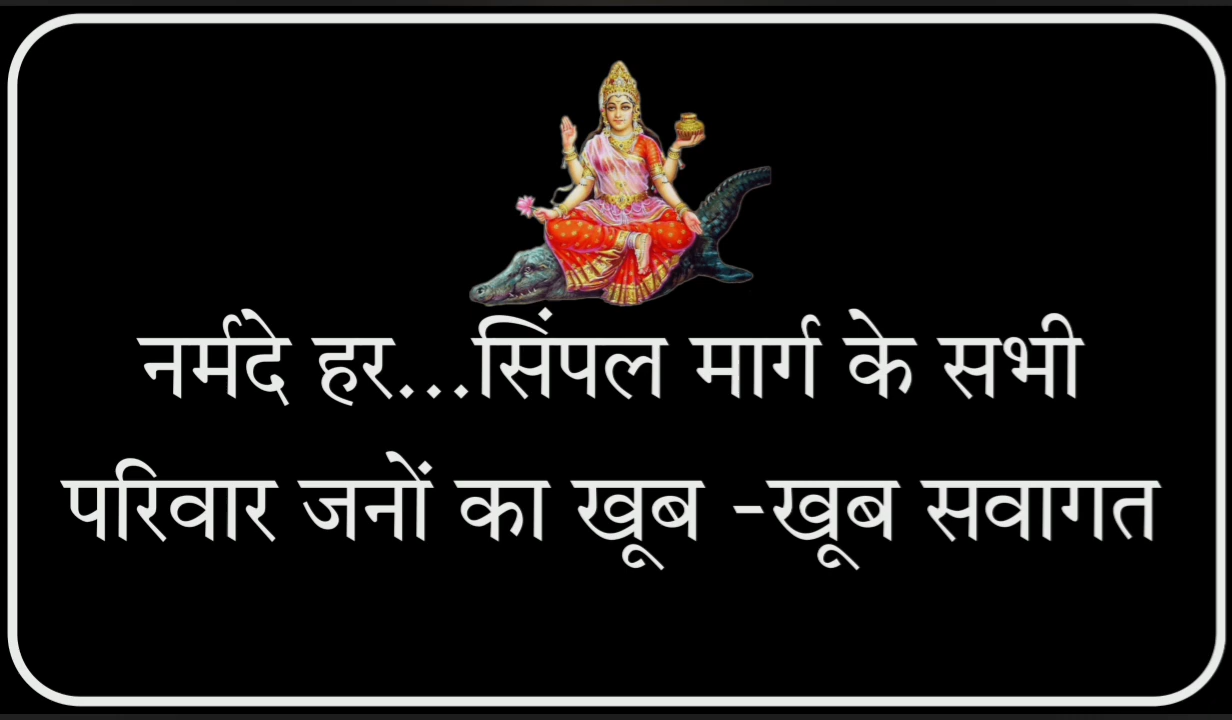 नर्मदे हर...सिंपल मार्ग के सभी
परिवार जनों का खूब -खूब सवागत